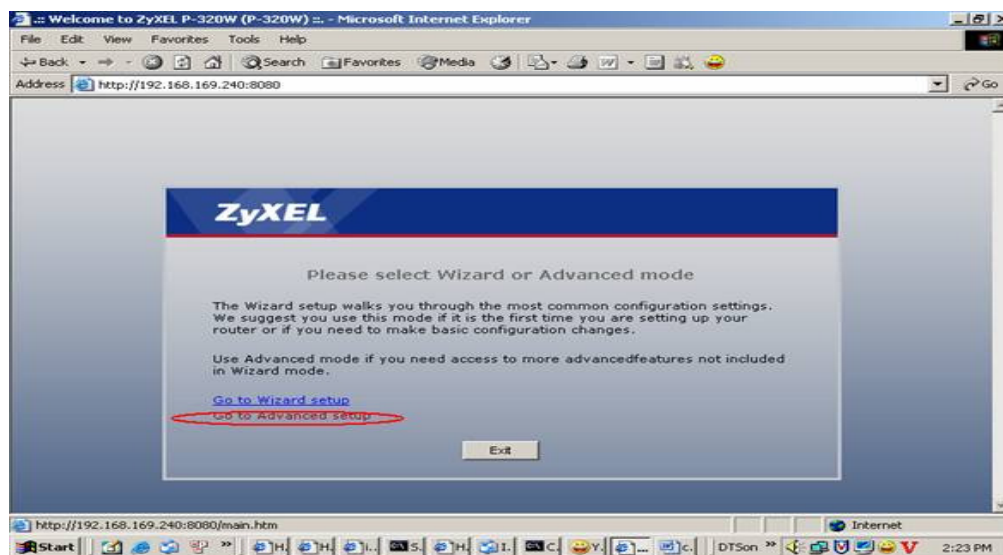 .:: Welcome to ZyXEL P-320W (P-320W) ::. - Microsoft Internet Explorer
File Edit View Favorites Tools Help
Back Search Favorites Media
Address http://192.168.169.240:8080 Go
ZyXEL
Please select Wizard or Advanced mode
The Wizard setup walks you through the most common configuration settings.
We suggest you use this mode if it is the first time you are setting up your
router or if you need to make basic configuration changes.
Use Advanced mode if you need access to more advancedfeatures not included
in Wizard mode.
Go to Wizard setup
Go to Advanced setup
Exit
http://192.168.169.240:8080/main.htm Internet
Start DTSon 2:23 PM